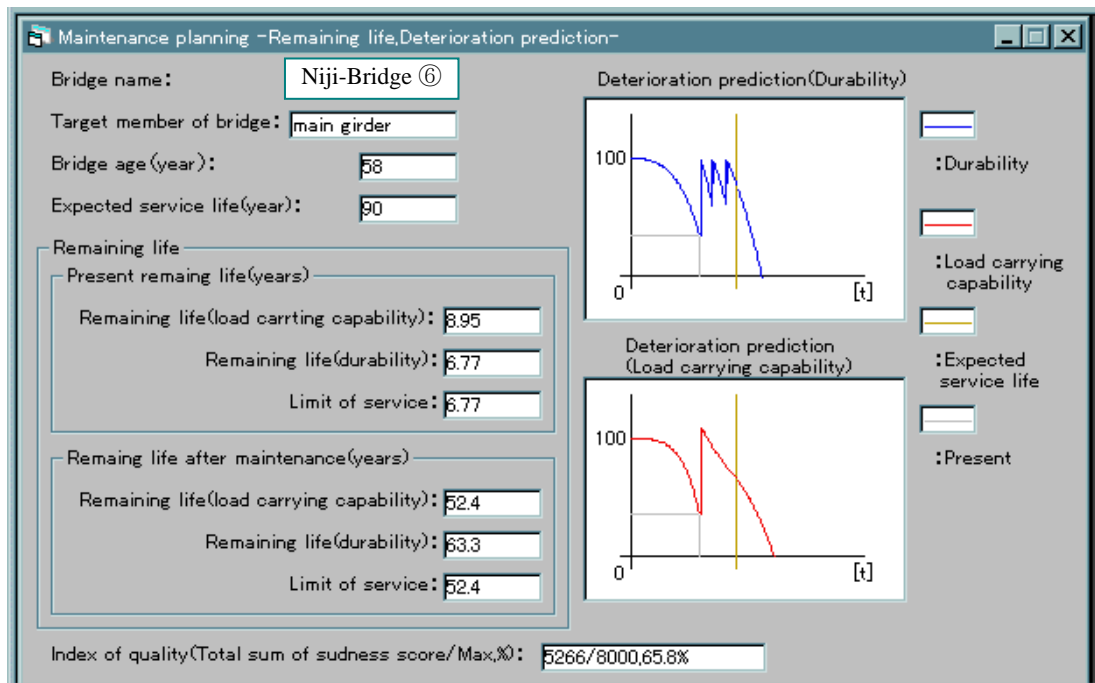 Maintenance planning -Remaining life,Deterioration prediction-
Bridge name:
Niji-Bridge ⑥
Target member of bridge: main girder
Bridge age(year): 58
Expected service life(year): 90
Remaining life
Present remaing life(years)
Remaining life(load carrting capability): 8.95
Remaining life(durability): 6.77
Limit of service: 6.77
Remaing life after maintenance(years)
Remaining life(load carrying capability): 52.4
Remaining life(durability): 63.3
Limit of service: 52.4
Index of quality(Total sum of sudness score/Max,%): 5266/8000,65.8%
Deterioration prediction(Durability)
100
0
[t]
Deterioration prediction
(Load carrying capability)
100
0
[t]
:Durability
:Load carrying
capability
:Expected
service life
:Present